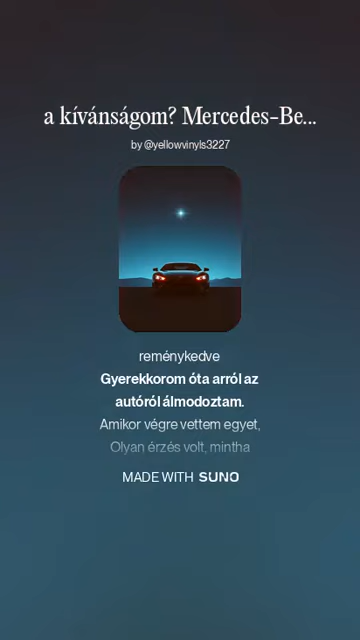 a kívánságom? Mercedes-Be...
by @yellowvinyls3227
reménykedve
Gyerekkorom óta arról az
autóról álmodoztam.
Amikor végre vettem egyet,
Olyan érzés volt, mintha
MADE WITH SUNO